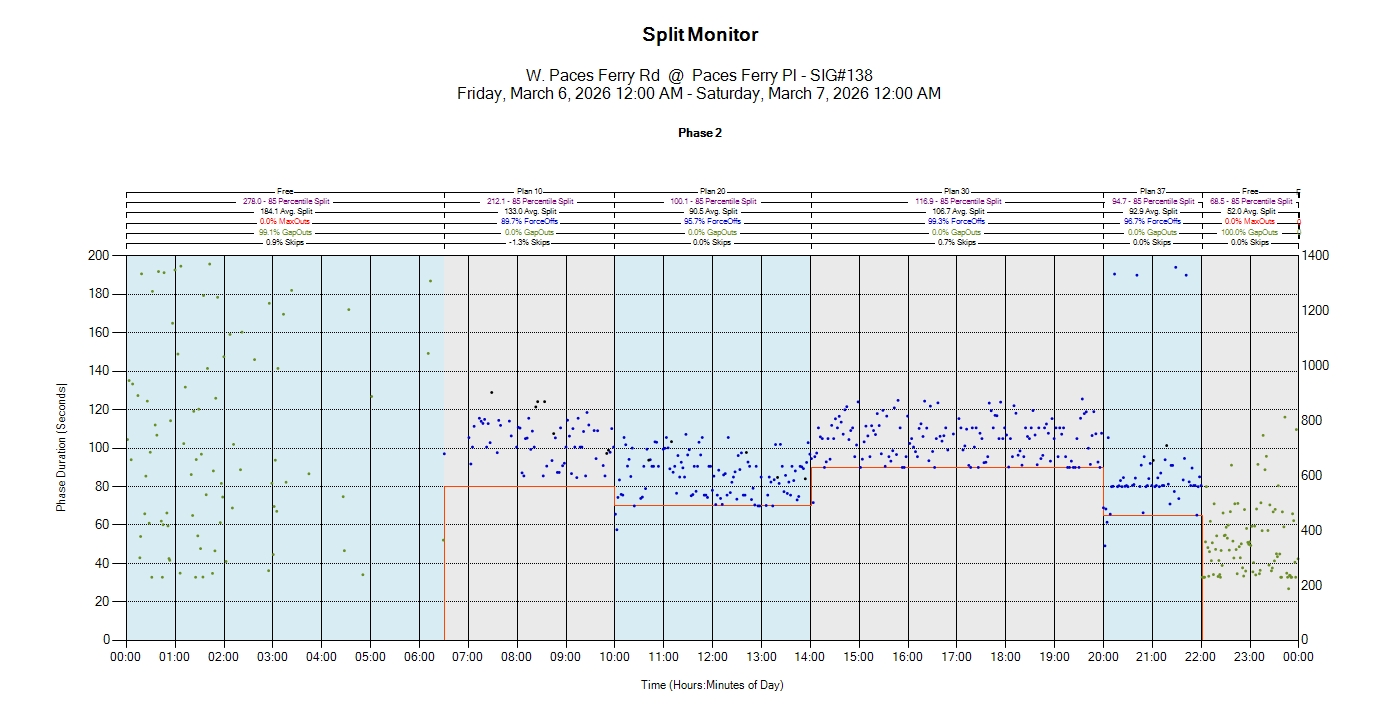 Split Monitor
W. Paces Ferry Rd @ Paces Ferry Pl - SIG#138
Friday, March 6, 2026 12:00 AM - Saturday, March 7, 2026 12:00 AM
Phase 2
Free Plan 10 Plan 20 Plan 30 Plan 37 Free F
278.0 - 85 Percentile Split 212.1 - 85 Percentile Split 100.1 - 85 Percentile Split 116.9 - 85 Percentile Split 94.7 - 85 Percentile Split 68.5 - 85 Percentile Split
184.1 Avg. Split 133.0 Avg. Split 90.5 Avg. Split 106.7 Avg. Split 92.9 Avg. Split 52.0 Avg. Split
0.0% MaxOuts 89.7% ForceOffs 95.7% ForceOffs 99.3% ForceOffs 96.7% ForceOffs 0.0% MaxOuts
99.1% GapOuts 0.0% GapOuts 0.0% GapOuts 0.0% GapOuts 0.0% GapOuts 100.0% GapOuts
0.9% Skips -1.3% Skips 0.0% Skips 0.7% Skips 0.0% Skips 0.0% Skips
200 1400
180
1200
160
140
1000
120
800
100
80 600
60
400
40
200
20
0 0
Phase Duration (Seconds)
00:00 01:00 02:00 03:00 04:00 05:00 06:00 07:00 08:00 09:00 10:00 11:00 12:00 13:00 14:00 15:00 16:00 17:00 18:00 19:00 20:00 21:00 22:00 23:00 00:00
Time (Hours:Minutes of Day)